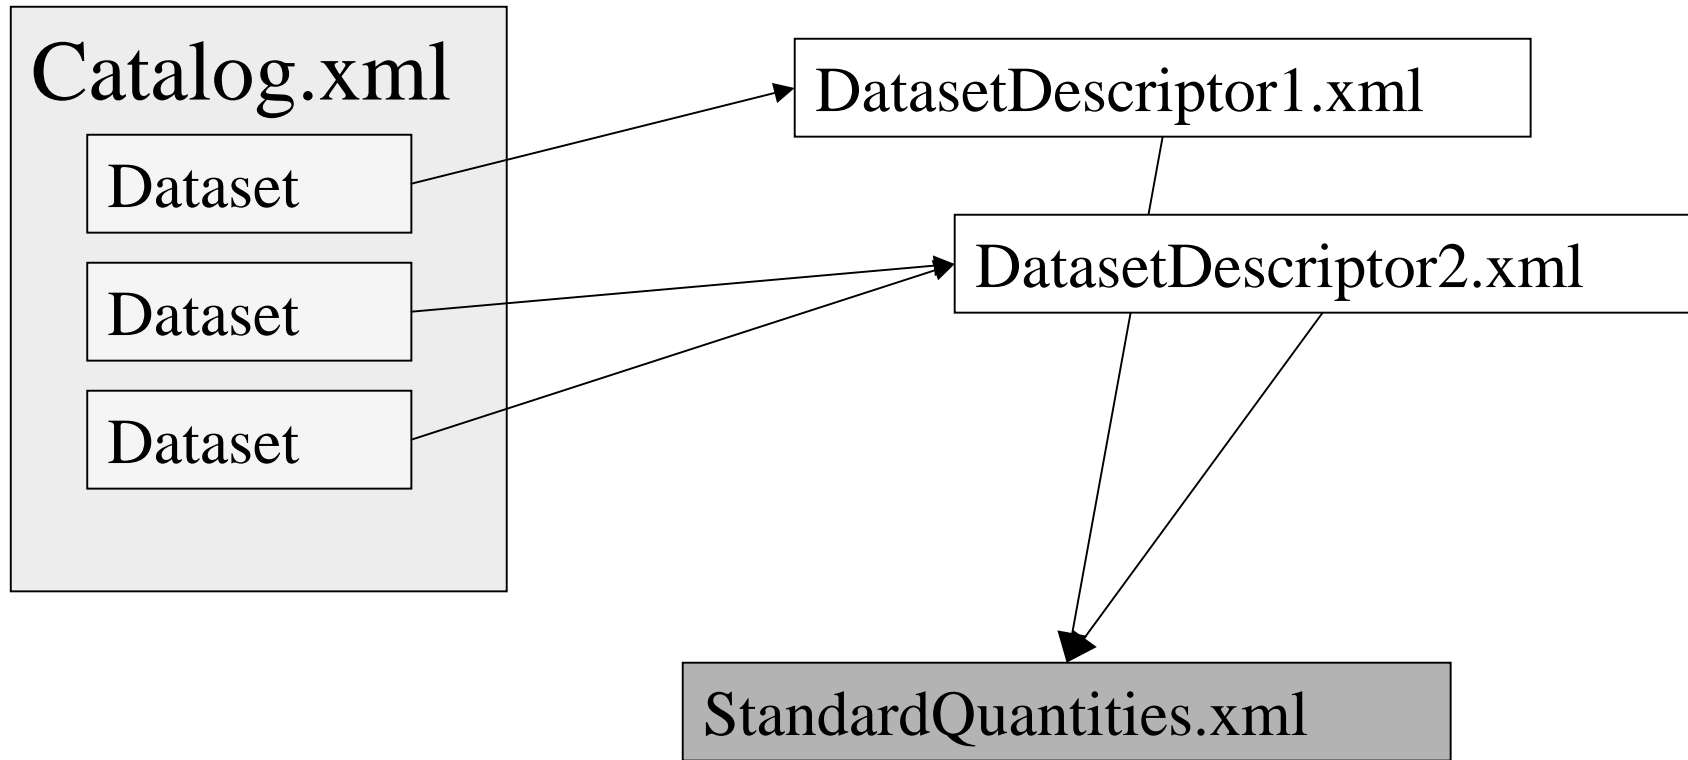 Catalog.xml
Dataset
Dataset
Dataset
DatasetDescriptor1.xml
DatasetDescriptor2.xml
StandardQuantities.xml